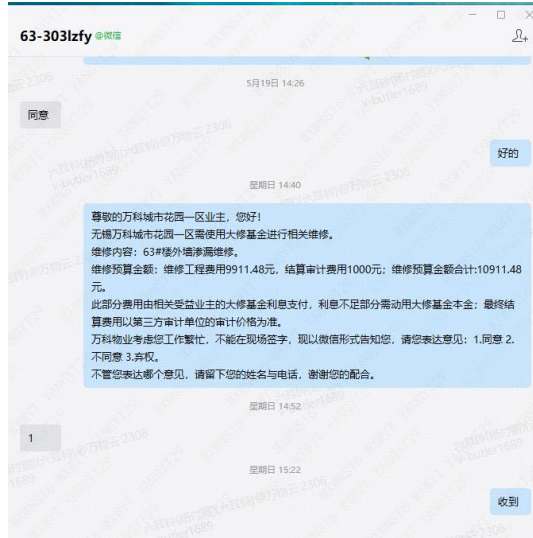 63-303lzfy @微信
5月19日 14:26
同意
好的
星期日 14:40
尊敬的万科城市花园一区业主，您好！
无锡万科城市花园一区需使用大修基金进行相关维修。
维修内容：63#楼外墙渗漏维修。
维修预算金额：维修工程费用9911.48元，结算审计费用1000元；维修预算金额合计:10911.48
元。
此部分费用由相关受益业主的大修基金利息支付，利息不足部分需动用大修基金本金；最终结
算费用以第三方审计单位的审计价格为准。
万科物业考虑您工作繁忙，不能在现场签字，现以微信形式告知您，请您表达意见：1.同意 2.
不同意 3.弃权。
不管您表达哪个意见，请留下您的姓名与电话，谢谢您的配合。
星期日 14:52
1
星期日 15:22
收到